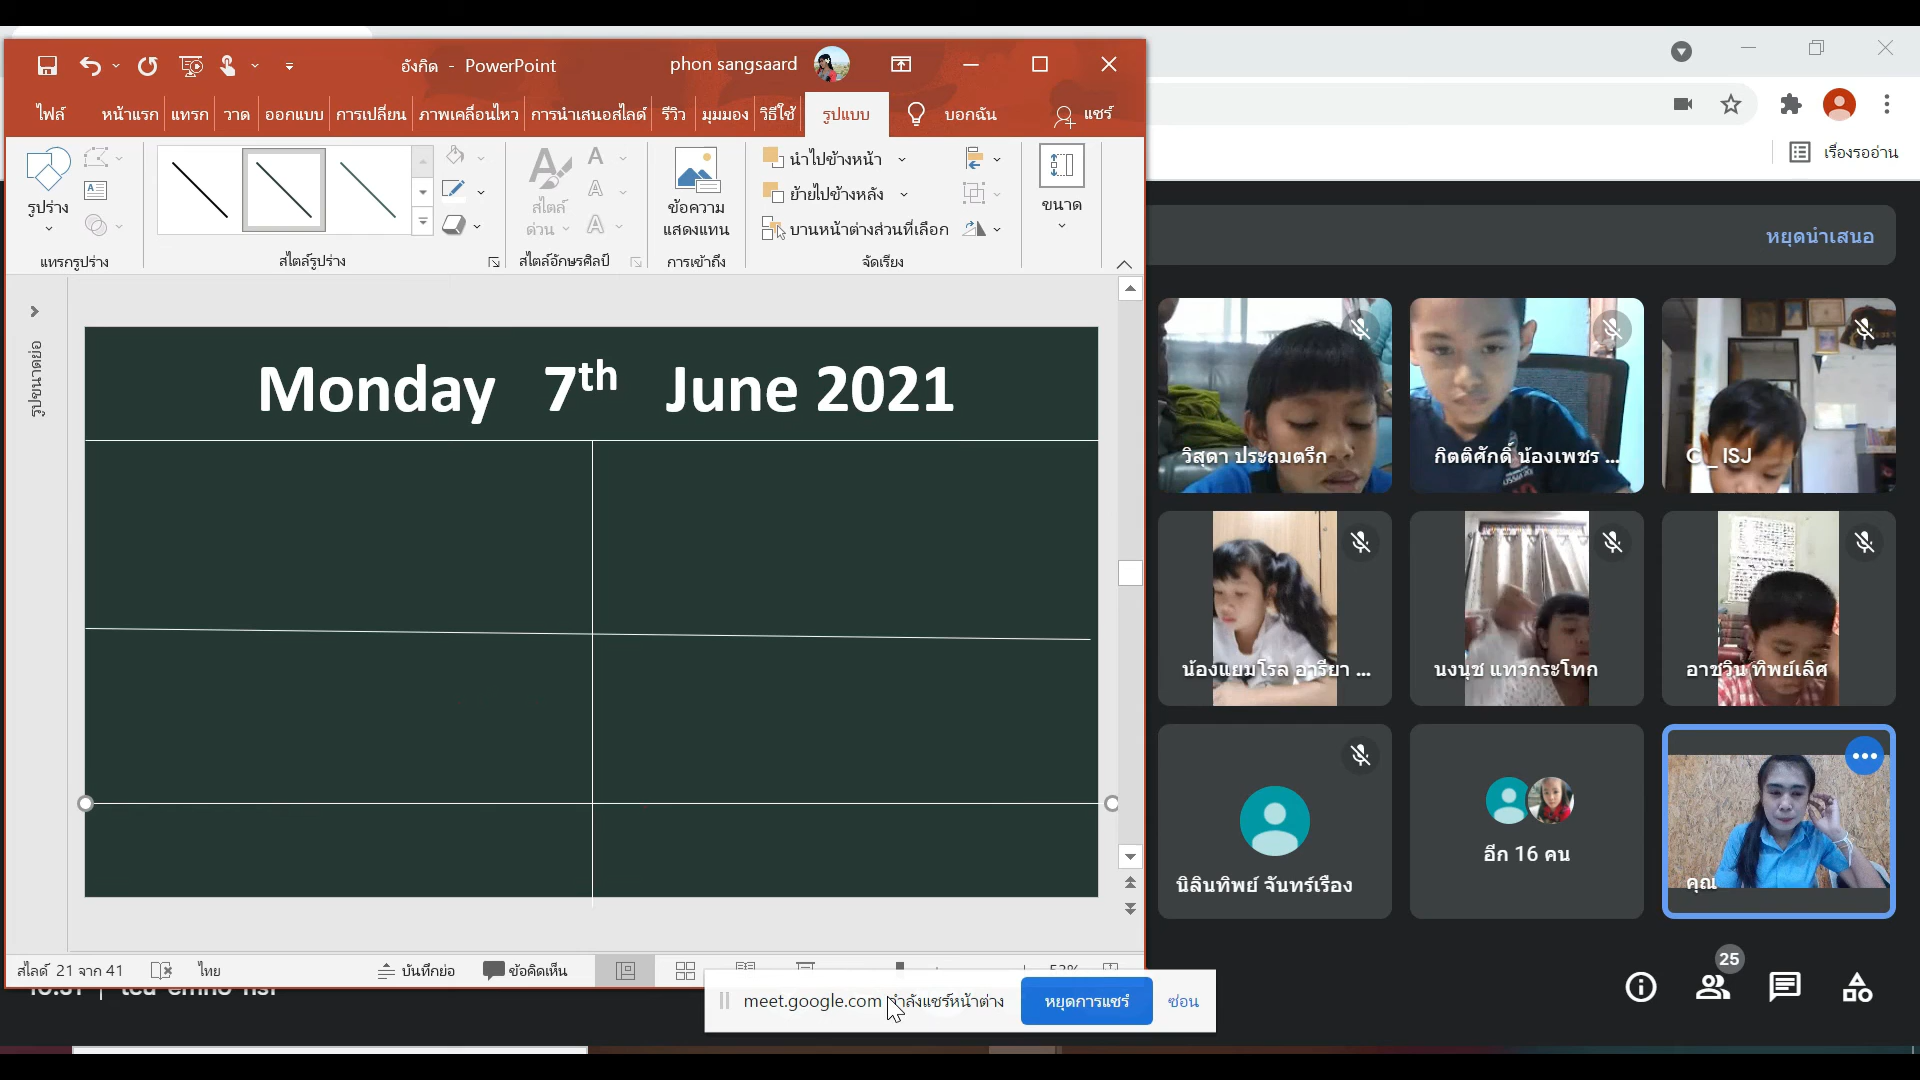 อังกิด - PowerPoint
phon sangsaard
ไฟล์
หน้าแรก
แทรก
วาด
ออกแบบ
การเปลี่ยน
ภาพเคลื่อนไหว
การนำเสนอสไลด์
รีวิว
มุมมอง
วิธีใช้
รูปแบบ
บอกฉัน
แชร์
รูปร่าง
แทรกรูปร่าง
สไตล์รูปร่าง
สไตล์
ด่วน
สไตล์อักษรศิลป์
ข้อความ
แสดงแทน
การเข้าถึง
นำไปข้างหน้า
ย้ายไปข้างหลัง
บานหน้าต่างส่วนที่เลือก
จัดเรียง
ขนาด
เรื่องรออ่าน
หยุดนำเสนอ
รูปขนาดย่อ
Monday 7th June 2021
วิสุดา ประถมตรึก
กิตติศักดิ์ น้องเพชร ...
C _ ISJ
น้องแยมโรล อารียา ...
นงนุช แทวกระโทก
อาชวิน ทิพย์เลิศ
นิลินทิพย์ จันทร์เรือง
อีก 16 คน
คุณ
สไลด์ 21 จาก 41
ไทย
บันทึกย่อ
ข้อคิดเห็น
25
meet.google.com กำลังแชร์หน้าต่าง
หยุดการแชร์
ซ่อน